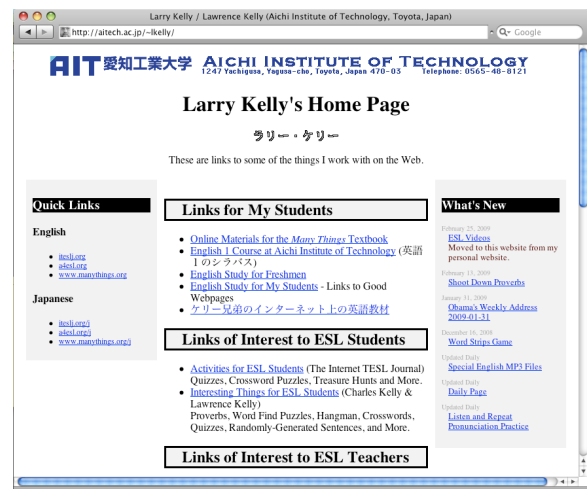 Larry Kelly / Lawrence Kelly (Aichi Institute of Technology, Toyota, Japan)
http://aitech.ac.jp/~lkelly/
Google
AIT 愛知工業大学 AICHI INSTITUTE OF TECHNOLOGY
1247 Yachigusa, Yagusa-cho, Toyota, Japan 470-03 Telephone: 0565-48-8121
Larry Kelly's Home Page
ラリー・ケリー
These are links to some of the things I work with on the Web.
Quick Links
English
iteslj.org
a4esl.org
www.manythings.org
Japanese
iteslj.org/j
a4esl.org/j
www.manythings.org/j
Links for My Students
Online Materials for the Many Things Textbook
English 1 Course at Aichi Institute of Technology (英語
1 のシラバス)
English Study for Freshmen
English Study for My Students - Links to Good
Webpages
ケリー兄弟のインターネット上の英語教材
Links of Interest to ESL Students
Activities for ESL Students (The Internet TESL Journal)
Quizzes, Crossword Puzzles, Treasure Hunts and More.
Interesting Things for ESL Students (Charles Kelly &
Lawrence Kelly)
Proverbs, Word Find Puzzles, Hangman, Crosswords,
Quizzes, Randomly-Generated Sentences, and More.
Links of Interest to ESL Teachers
What's New
February 25, 2009
ESL Videos
Moved to this website from my
personal website.
February 13, 2009
Shoot Down Proverbs
January 31, 2009
Obama's Weekly Address
2009-01-31
December 16, 2008
Word Strips Game
Updated Daily
Special English MP3 Files
Updated Daily
Daily Page
Updated Daily
Listen and Repeat
Pronunciation Practice